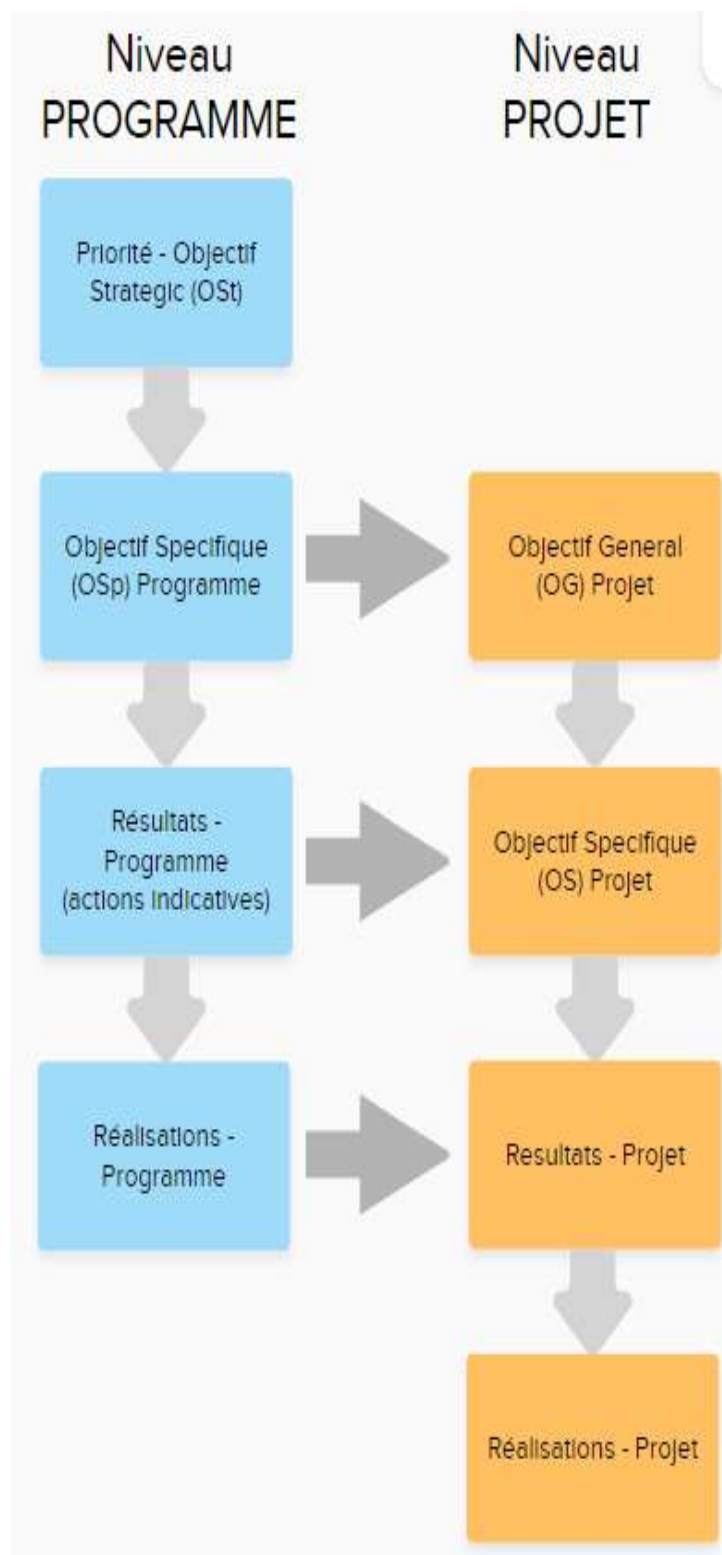 Niveau
PROGRAMME
Niveau
PROJET
Priorité - Objectif
Strategic (OSt)
Objectif Specifique
(OSp) Programme
Objectif General
(OG) Projet
Résultats -
Programme
(actions indicatives)
Objectif Specifique
(OS) Projet
Réalisations -
Programme
Resultats - Projet
Réalisations - Projet